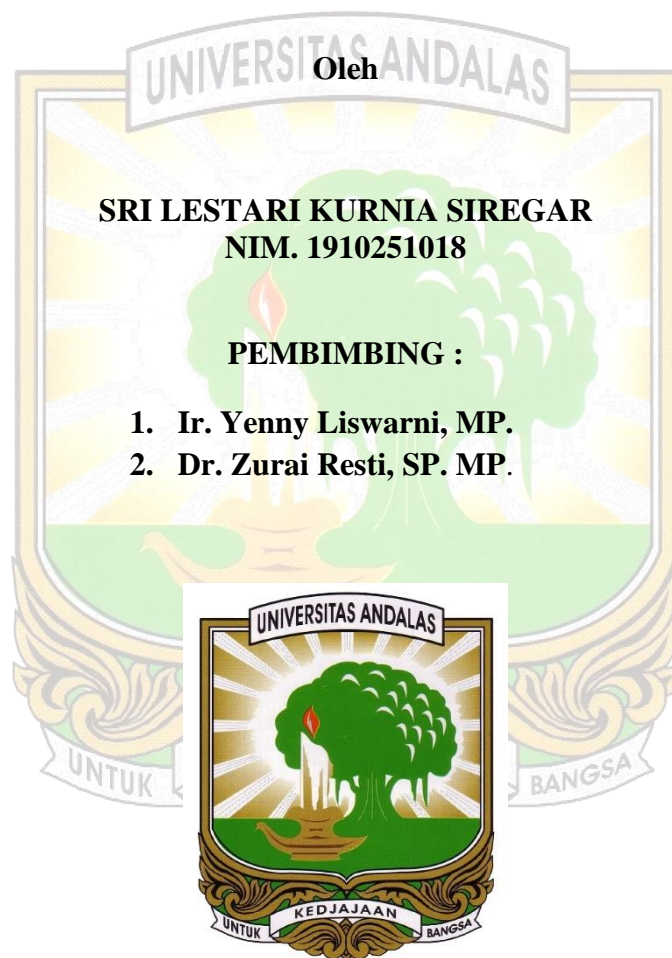 UNIVERSITAS ANDALAS
Oleh
SRI LESTARI KURNIA SIREGAR
NIM. 1910251018
PEMBIMBING :
1. Ir. Yenny Liswarni, MP.
2. Dr. Zurai Resti, SP. MP.
UNIVERSITAS ANDALAS
UNTUK BANGSA
UNTUK KEDJAJAAN BANGSA